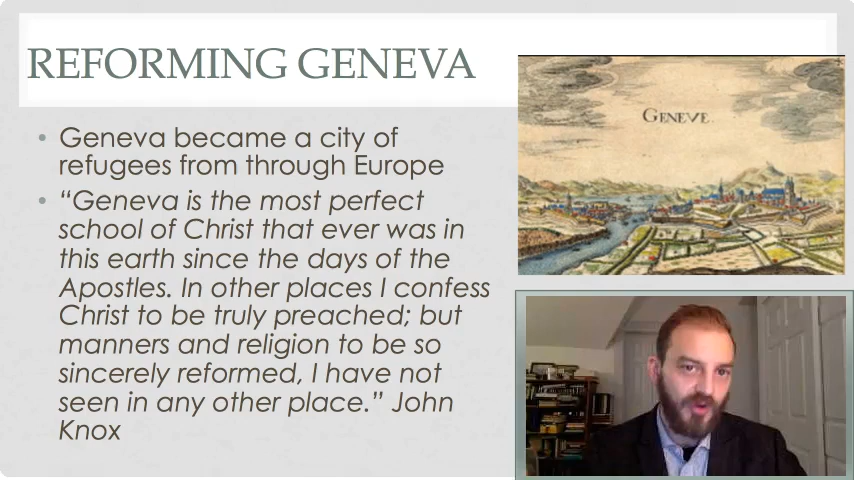 REFORMING GENEVA
Geneva became a city of
refugees from through Europe
“Geneva is the most perfect
school of Christ that ever was in
this earth since the days of the
Apostles. In other places I confess
Christ to be truly preached; but
manners and religion to be so
sincerely reformed, I have not
seen in any other place.” John
Knox
GENEVE